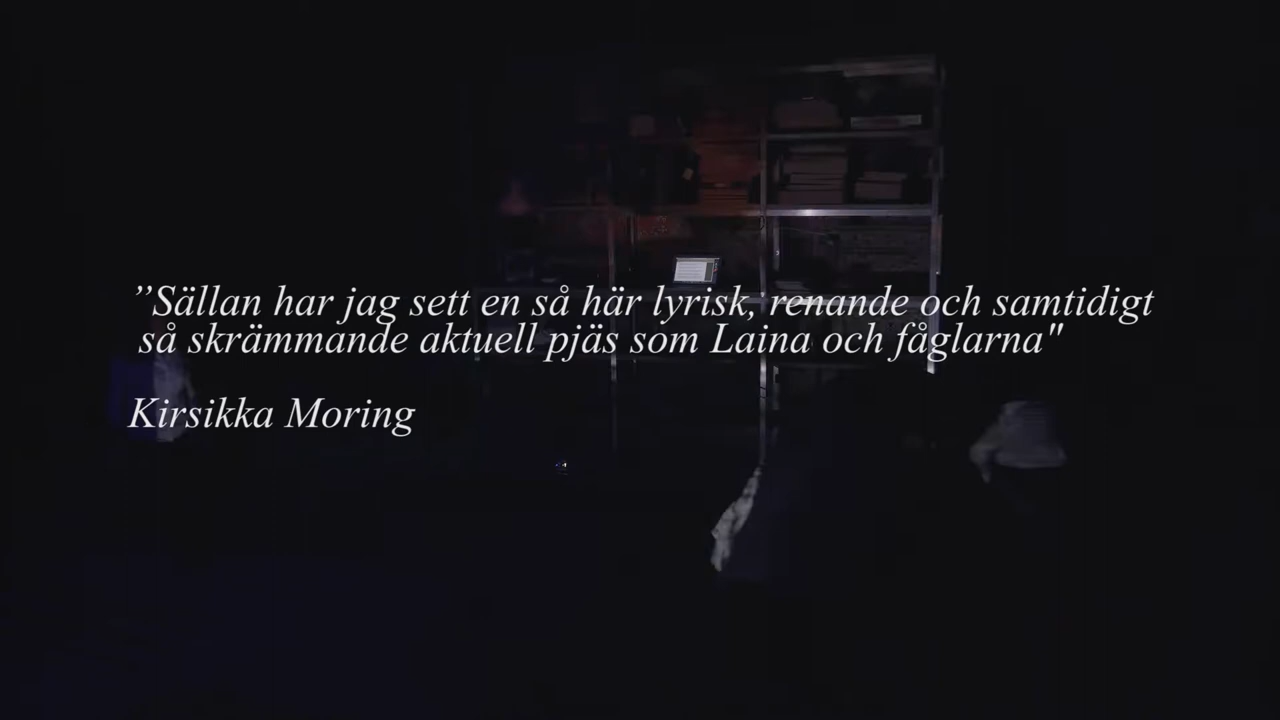 ”Sällan har jag sett en så här lyrisk, renande och samtidigt
så skrämmande aktuell pjäs som Laina och fåglarna"
Kirsikka Moring